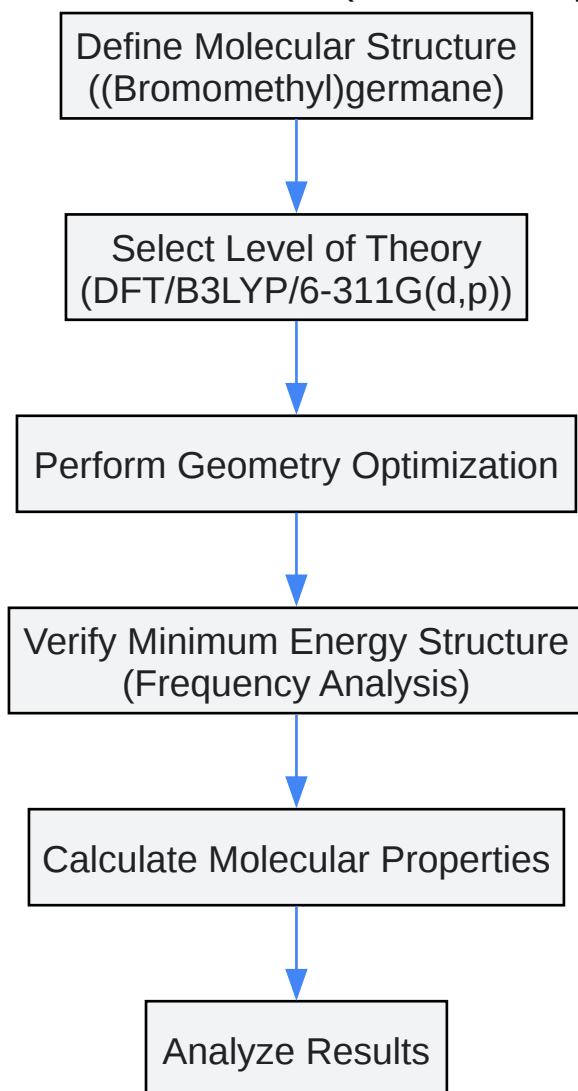 Define Molecular Structure
((Bromomethyl)germane)
Select Level of Theory
(DFT/B3LYP/6-311G(d,p))
Perform Geometry Optimization
Verify Minimum Energy Structure
(Frequency Analysis)
Calculate Molecular Properties
Analyze Results